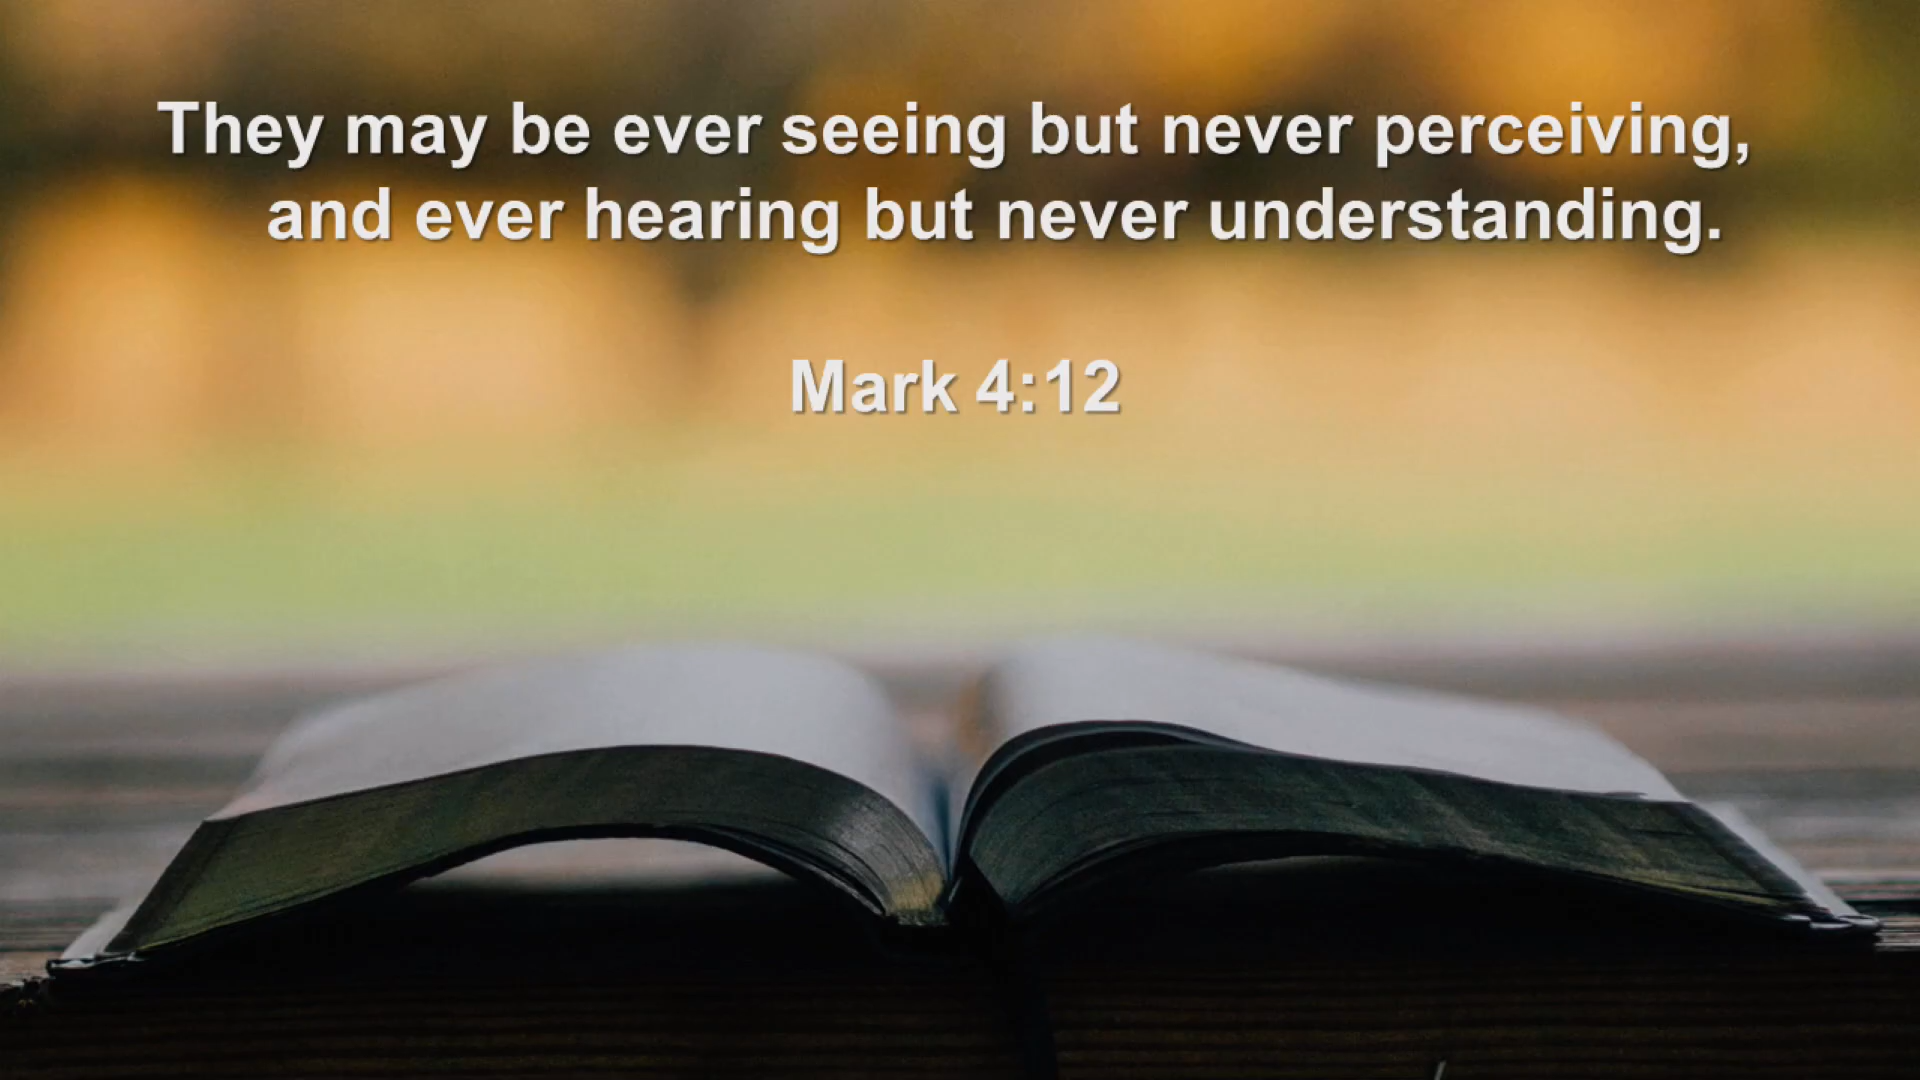 They may be ever seeing but never perceiving,
and ever hearing but never understanding.
Mark 4:12